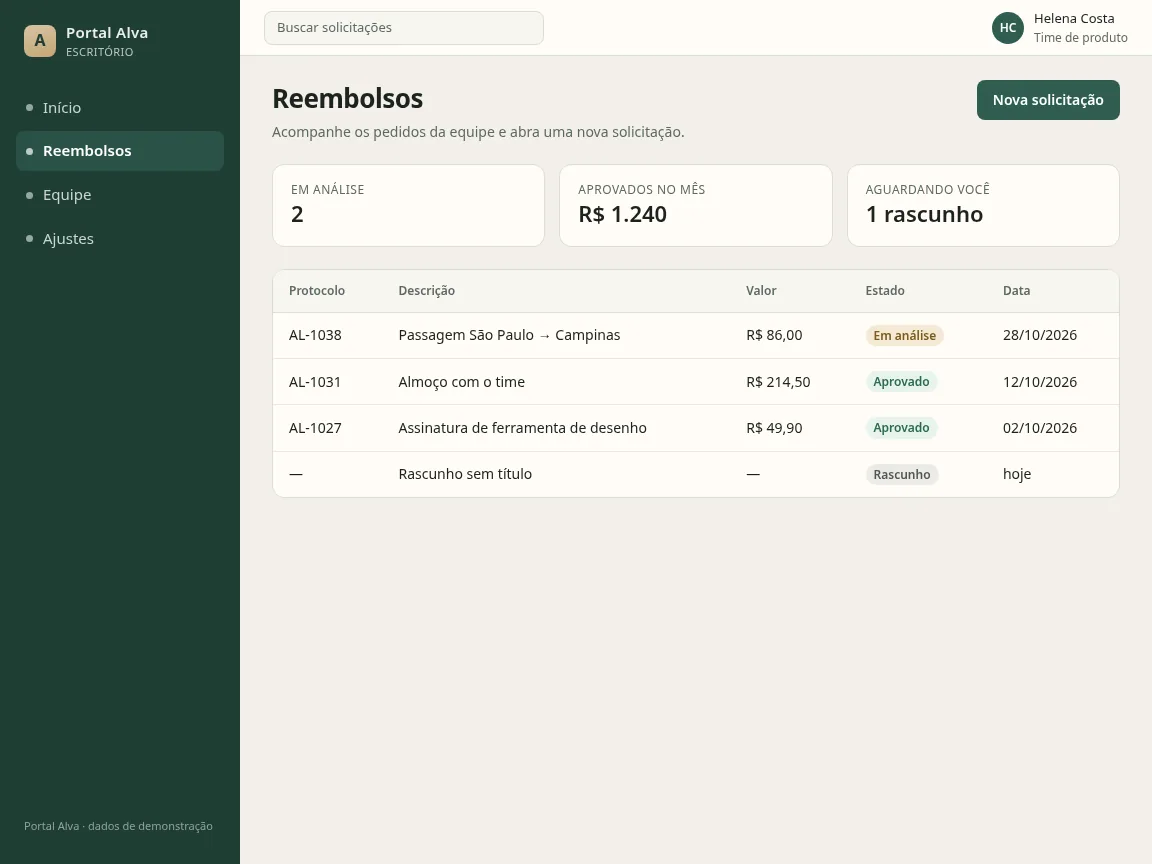 A
Portal Alva
ESCRITÓRIO
Início
Reembolsos
Equipe
Ajustes
Portal Alva · dados de demonstração
Buscar solicitações
HC
Helena Costa
Time de produto
Reembolsos
Acompanhe os pedidos da equipe e abra uma nova solicitação.
Nova solicitação
EM ANÁLISE
2
APROVADOS NO MÊS
R$ 1.240
AGUARDANDO VOCÊ
1 rascunho
Protocolo Descrição Valor Estado Data
AL-1038 Passagem São Paulo → Campinas R$ 86,00 Em análise 28/10/2026
AL-1031 Almoço com o time R$ 214,50 Aprovado 12/10/2026
AL-1027 Assinatura de ferramenta de desenho R$ 49,90 Aprovado 02/10/2026
— Rascunho sem título — Rascunho hoje